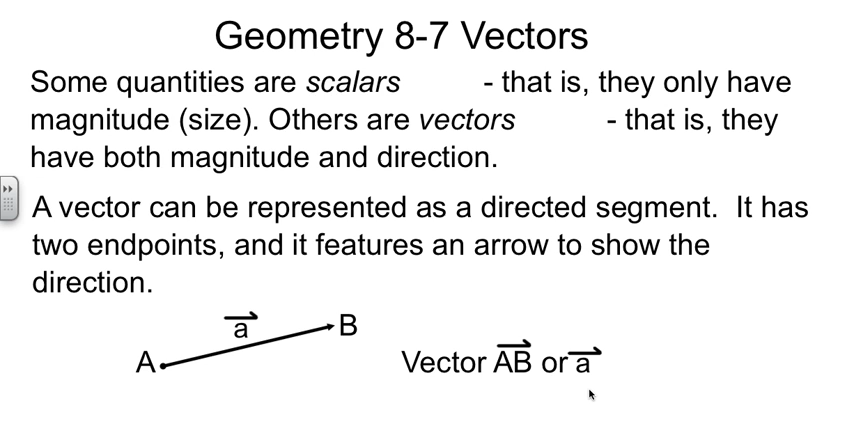 Geometry 8-7 Vectors
Some quantities are scalars - that is, they only have
magnitude (size). Others are vectors - that is, they
have both magnitude and direction.
A vector can be represented as a directed segment. It has
two endpoints, and it features an arrow to show the
direction.
a⃗
B
A
Vector A⃗B⃗ or a⃗